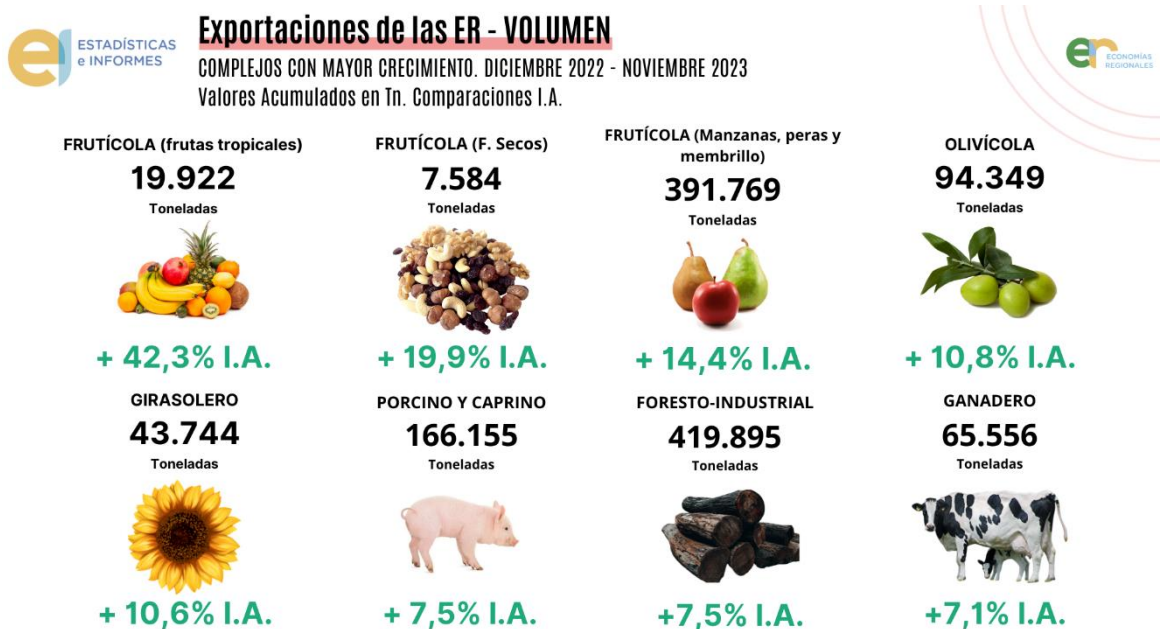 ESTADÍSTICAS
e INFORMES
Exportaciones de las ER - VOLUMEN
COMPLEJOS CON MAYOR CRECIMIENTO. DICIEMBRE 2022 - NOVIEMBRE 2023
Valores Acumulados en Tn. Comparaciones I.A.
er
ECONOMÍAS
REGIONALES
FRUTÍCOLA (frutas tropicales)
19.922
Toneladas
+ 42,3% I.A.
FRUTÍCOLA (F. Secos)
7.584
Toneladas
+ 19,9% I.A.
FRUTÍCOLA (Manzanas, peras y
membrillo)
391.769
Toneladas
+ 14,4% I.A.
OLIVÍCOLA
94.349
Toneladas
+ 10,8% I.A.
GIRASOLERO
43.744
Toneladas
+ 10,6% I.A.
PORCINO Y CAPRINO
166.155
Toneladas
+ 7,5% I.A.
FORESTO-INDUSTRIAL
419.895
Toneladas
+7,5% I.A.
GANADERO
65.556
Toneladas
+7,1% I.A.